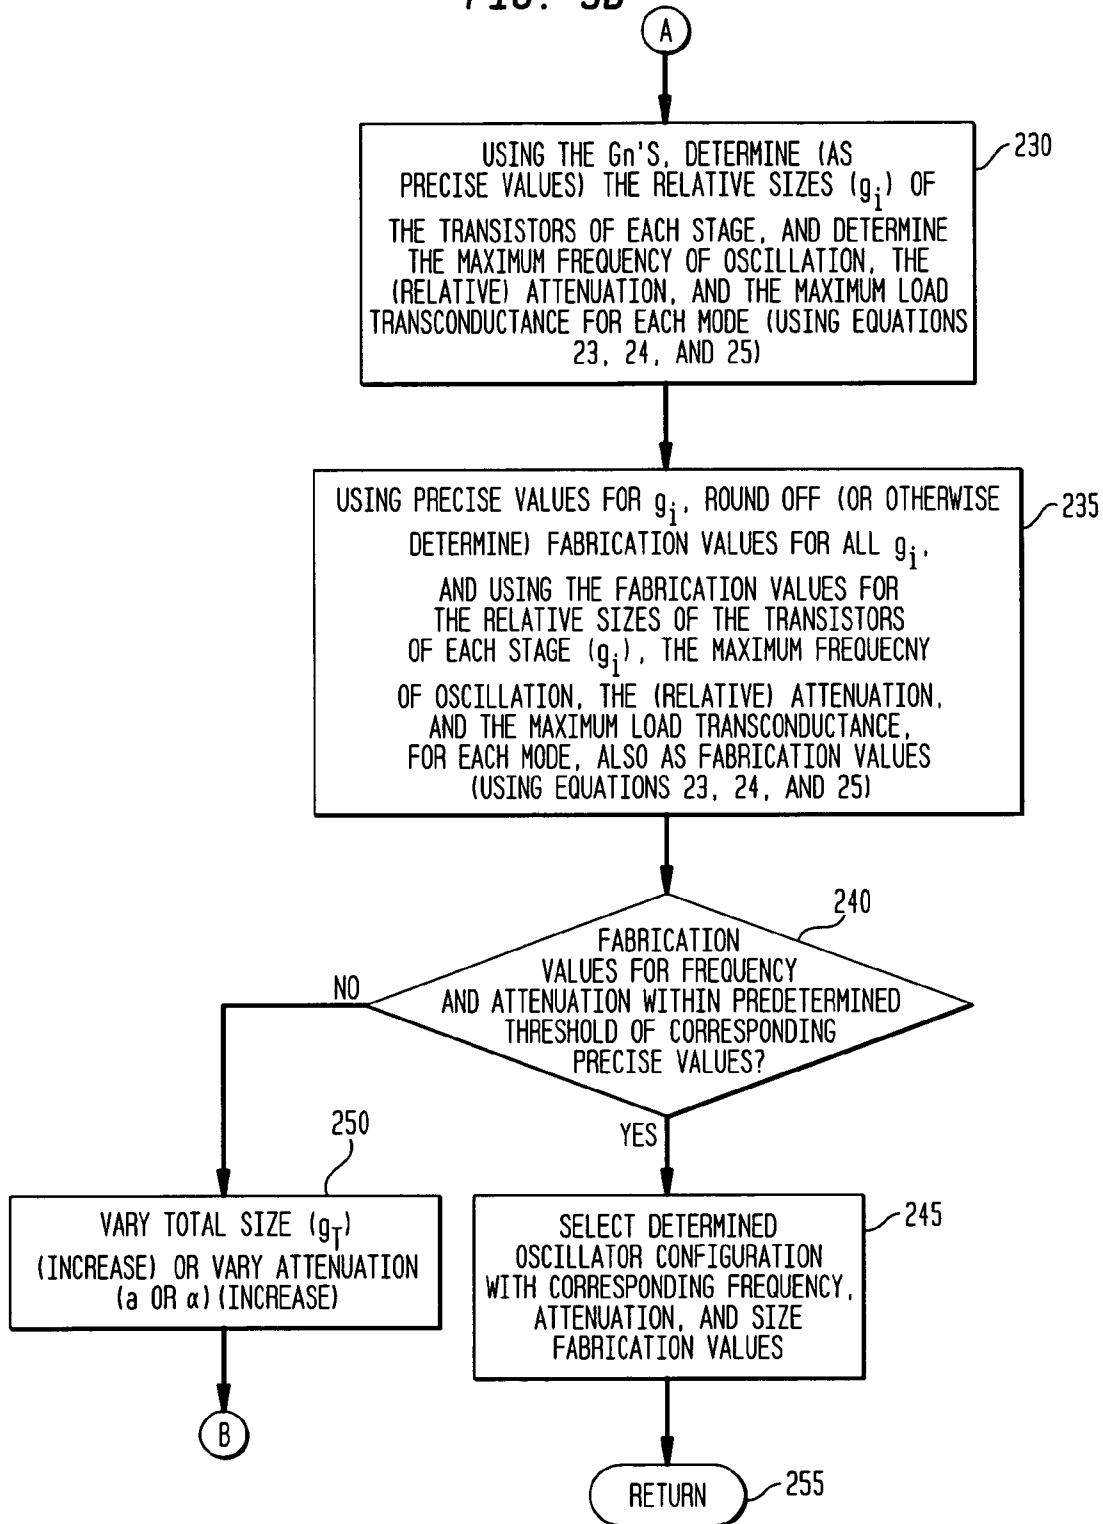 A
USING THE Gn'S, DETERMINE (AS
PRECISE VALUES) THE RELATIVE SIZES (gi) OF
THE TRANSISTORS OF EACH STAGE, AND DETERMINE
THE MAXIMUM FREQUENCY OF OSCILLATION, THE
(RELATIVE) ATTENUATION, AND THE MAXIMUM LOAD
TRANSCONDUCTANCE FOR EACH MODE (USING EQUATIONS
23, 24, AND 25)
230
USING PRECISE VALUES FOR gi, ROUND OFF (OR OTHERWISE
DETERMINE) FABRICATION VALUES FOR ALL gi,
AND USING THE FABRICATION VALUES FOR
THE RELATIVE SIZES OF THE TRANSISTORS
OF EACH STAGE (gi), THE MAXIMUM FREQUECNY
OF OSCILLATION, THE (RELATIVE) ATTENUATION,
AND THE MAXIMUM LOAD TRANSCONDUCTANCE,
FOR EACH MODE, ALSO AS FABRICATION VALUES
(USING EQUATIONS 23, 24, AND 25)
235
240
FABRICATION
VALUES FOR FREQUENCY
AND ATTENUATION WITHIN PREDETERMINED
THRESHOLD OF CORRESPONDING
PRECISE VALUES?
NO
YES
250
VARY TOTAL SIZE (gT)
(INCREASE) OR VARY ATTENUATION
(a OR α) (INCREASE)
B
SELECT DETERMINED
OSCILLATOR CONFIGURATION
WITH CORRESPONDING FREQUENCY,
ATTENUATION, AND SIZE
FABRICATION VALUES
245
RETURN
255